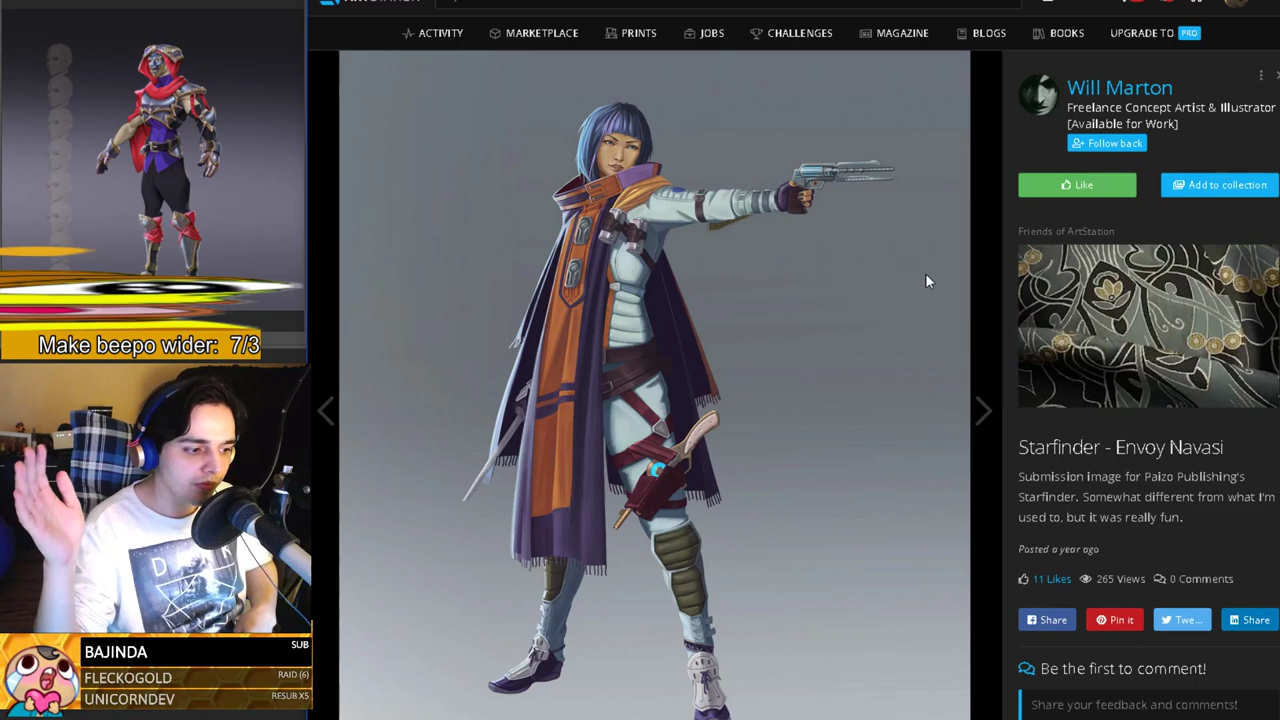 ACTIVITY MARKETPLACE PRINTS JOBS CHALLENGES MAGAZINE BLOGS BOOKS UPGRADE TO PRO
Will Marton
Freelance Concept Artist & Illustrator
[Available for Work]
Follow back
Like
Add to collection
Friends of ArtStation
Starfinder - Envoy Navasi
Submission image for Paizo Publishing's
Starfinder. Somewhat different from what I'm
used to, but it was really fun.
Posted a year ago
11 Likes 265 Views 0 Comments
Share Pin it Twe... Share
Be the first to comment!
Share your feedback and comments!
Make beepo wider: 7/3
BAJINDA SUB
FLECKOGOLD RAID (6)
UNICORNDEV RESUB X5